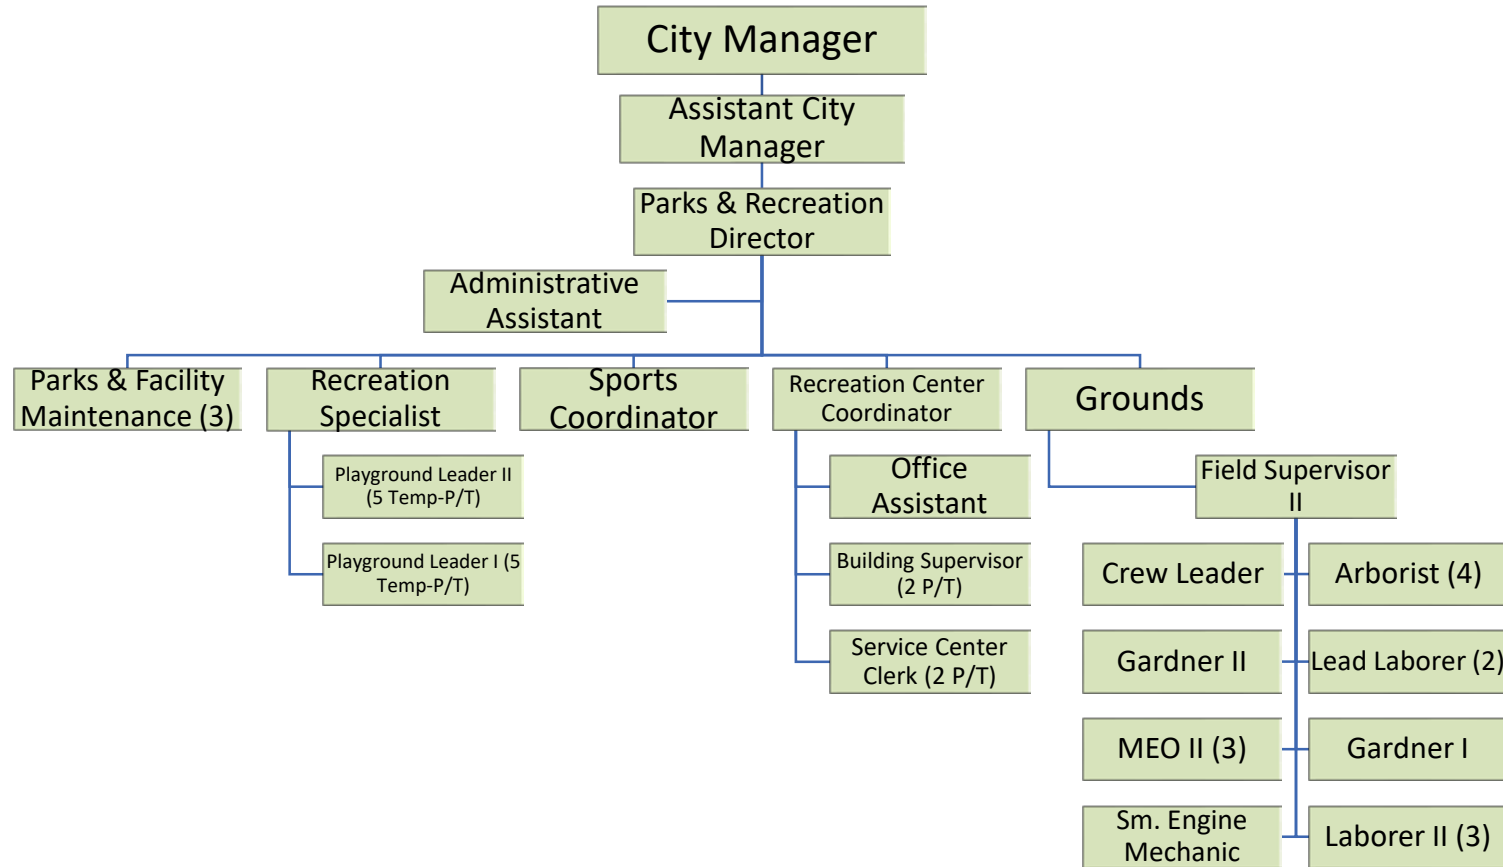 City Manager
Assistant City
Manager
Parks & Recreation
Director
Administrative
Assistant
Parks & Facility
Maintenance (3)
Recreation
Specialist
Sports
Coordinator
Recreation Center
Coordinator
Grounds
Playground Leader II
(5 Temp-P/T)
Playground Leader I (5
Temp-P/T)
Office
Assistant
Building Supervisor
(2 P/T)
Service Center
Clerk (2 P/T)
Field Supervisor
II
Crew Leader
Arborist (4)
Gardner II
Lead Laborer (2)
MEO II (3)
Gardner I
Sm. Engine
Mechanic
Laborer II (3)